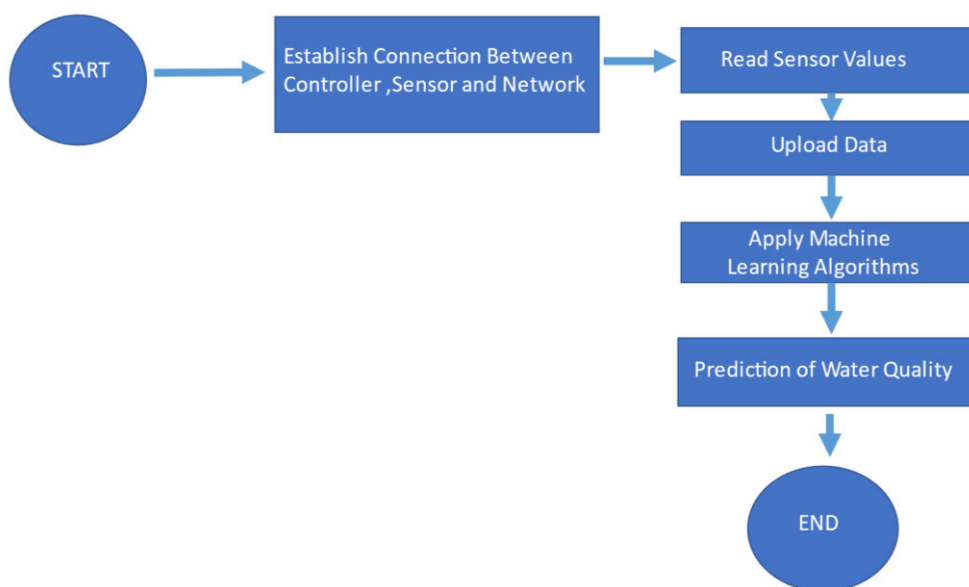 START
Establish Connection Between
Controller ,Sensor and Network
Read Sensor Values
Upload Data
Apply Machine
Learning Algorithms
Prediction of Water Quality
END